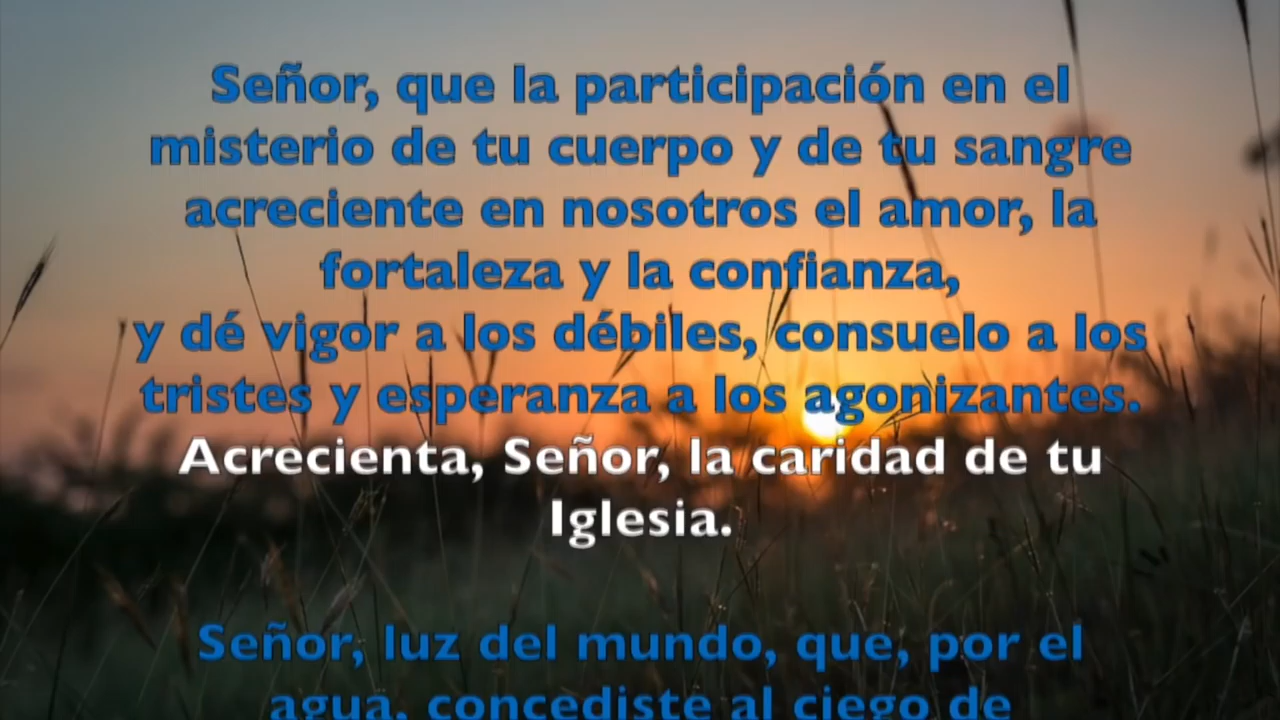 Señor, que la participación en el
misterio de tu cuerpo y de tu sangre
acreciente en nosotros el amor, la
fortaleza y la confianza,
y dé vigor a los débiles, consuelo a los
tristes y esperanza a los agonizantes.
Acrecienta, Señor, la caridad de tu
Iglesia.
Señor, luz del mundo, que, por el
agua, concediste al ciego de